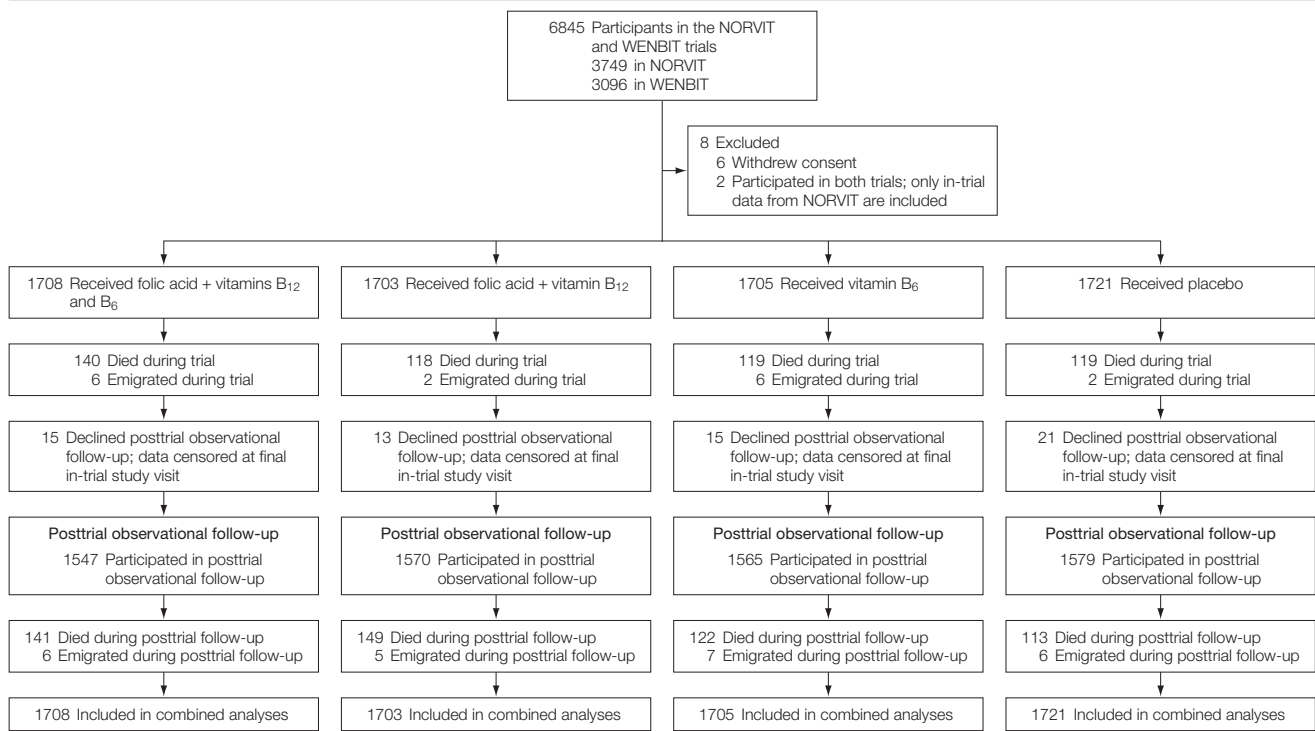 6845 Participants in the NORVIT
and WENBIT trials
3749 in NORVIT
3096 in WENBIT
8 Excluded
6 Withdrew consent
2 Participated in both trials; only in-trial
data from NORVIT are included
1708 Received folic acid + vitamins B12
and B6
1703 Received folic acid + vitamin B12
1705 Received vitamin B6
1721 Received placebo
140 Died during trial
6 Emigrated during trial
118 Died during trial
2 Emigrated during trial
119 Died during trial
6 Emigrated during trial
119 Died during trial
2 Emigrated during trial
15 Declined posttrial observational
follow-up; data censored at final
in-trial study visit
13 Declined posttrial observational
follow-up; data censored at final
in-trial study visit
15 Declined posttrial observational
follow-up; data censored at final
in-trial study visit
21 Declined posttrial observational
follow-up; data censored at final
in-trial study visit
Posttrial observational follow-up
1547 Participated in posttrial
observational follow-up
Posttrial observational follow-up
1570 Participated in posttrial
observational follow-up
Posttrial observational follow-up
1565 Participated in posttrial
observational follow-up
Posttrial observational follow-up
1579 Participated in posttrial
observational follow-up
141 Died during posttrial follow-up
6 Emigrated during posttrial follow-up
149 Died during posttrial follow-up
5 Emigrated during posttrial follow-up
122 Died during posttrial follow-up
7 Emigrated during posttrial follow-up
113 Died during posttrial follow-up
6 Emigrated during posttrial follow-up
1708 Included in combined analyses
1703 Included in combined analyses
1705 Included in combined analyses
1721 Included in combined analyses